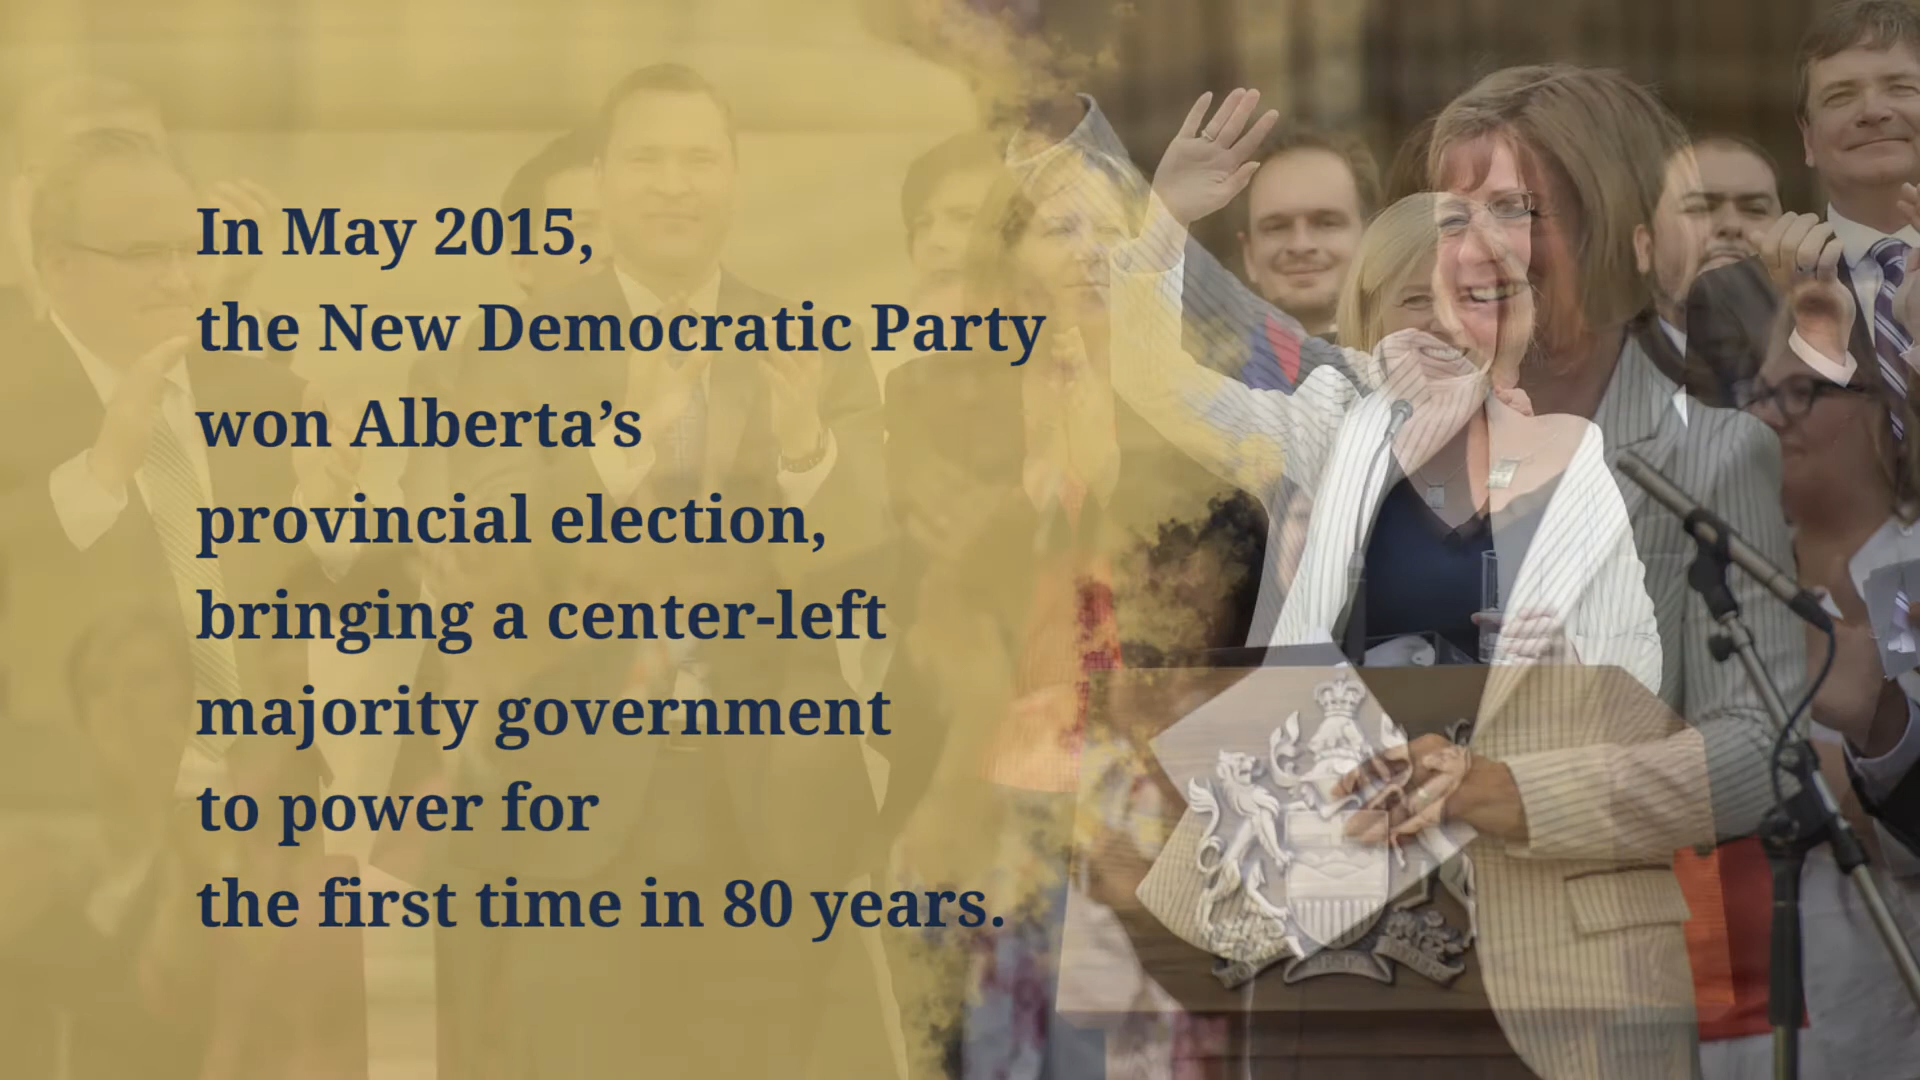 In May 2015,
the New Democratic Party
won Alberta’s
provincial election,
bringing a center-left
majority government
to power for
the first time in 80 years.